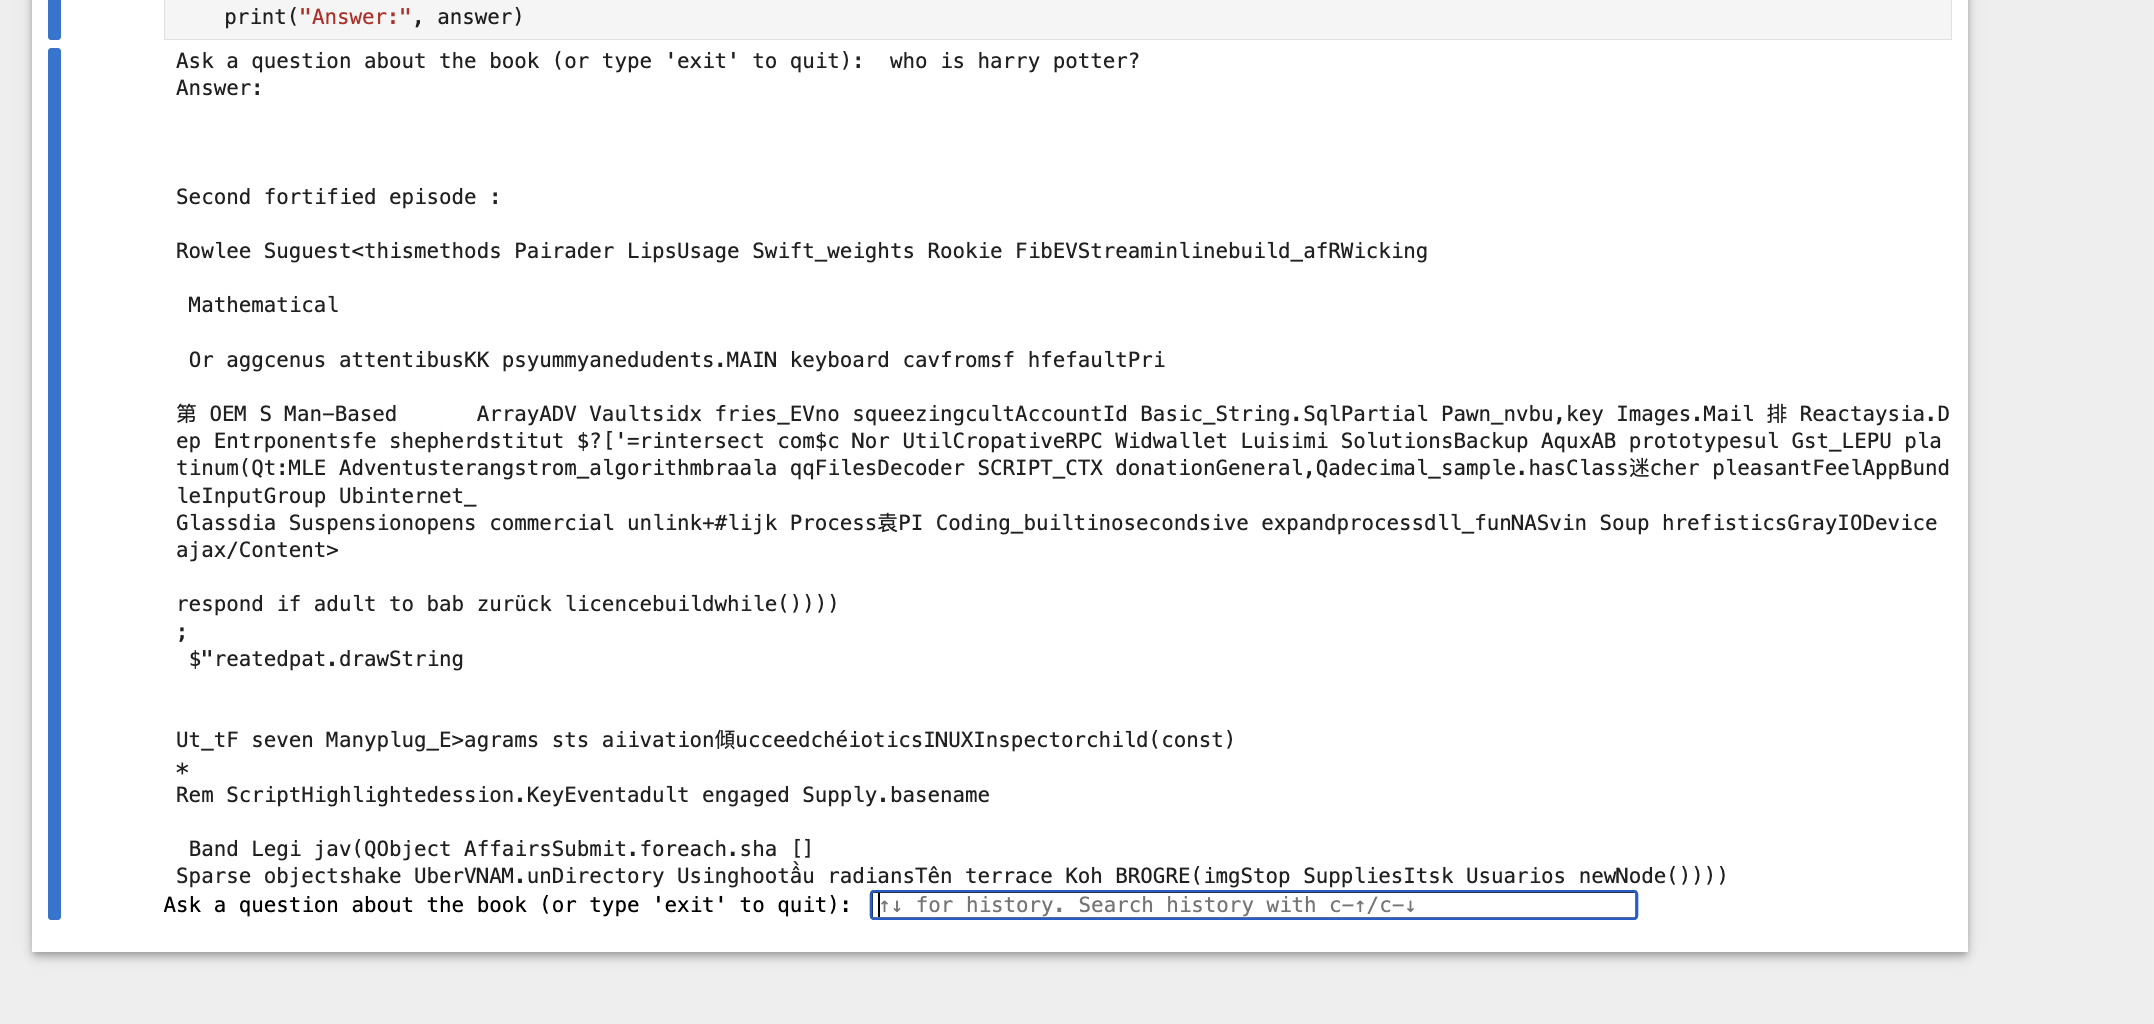 print("Answer:", answer)
Ask a question about the book (or type 'exit' to quit):  who is harry potter?
Answer:
Second fortified episode :
Rowlee Suguest<thismethods Pairader LipsUsage Swift_weights Rookie FibEVStreaminlinebuild_afRWicking
Mathematical
Or aggcenus attentibusKK psyummyanedudents.MAIN keyboard cavfromsf hfefaultPri
第 OEM S Man-Based      ArrayADV Vaultsidx fries_EVno squeezingcultAccountId Basic_String.SqlPartial Pawn_nvbu,key Images.Mail 排 Reactaysia.D
ep Entrponentsfe shepherdstitut $?['=rintersect com$c Nor UtilCropativeRPC Widwallet Luisimi SolutionsBackup AquxAB prototypesul Gst_LEPU pla
tinum(Qt:MLE Adventusterangstrom_algorithmbraala qqFilesDecoder SCRIPT_CTX donationGeneral,Qadecimal_sample.hasClass迷cher pleasantFeelAppBund
leInputGroup Ubinternet_
Glassdia Suspensionopens commercial unlink+#lijk Process袁PI Coding_builtinosecondsive expandprocessdll_funNASvin Soup hrefisticsGrayIODevice
ajax/Content>
respond if adult to bab zurück licencebuildwhile())))
;
$"reatedpat.drawString
Ut_tF seven Manyplug_E>agrams sts aiivation傾ucceedchéioticsINUXInspectorchild(const)
*
Rem ScriptHighlightedession.KeyEventadult engaged Supply.basename
Band Legi jav(QObject AffairsSubmit.foreach.sha []
Sparse objectshake UberVNAM.unDirectory Usinghootầu radiansTên terrace Koh BROGRE(imgStop SuppliesItsk Usuarios newNode())))
Ask a question about the book (or type 'exit' to quit): ↑↓ for history. Search history with c-↑/c-↓